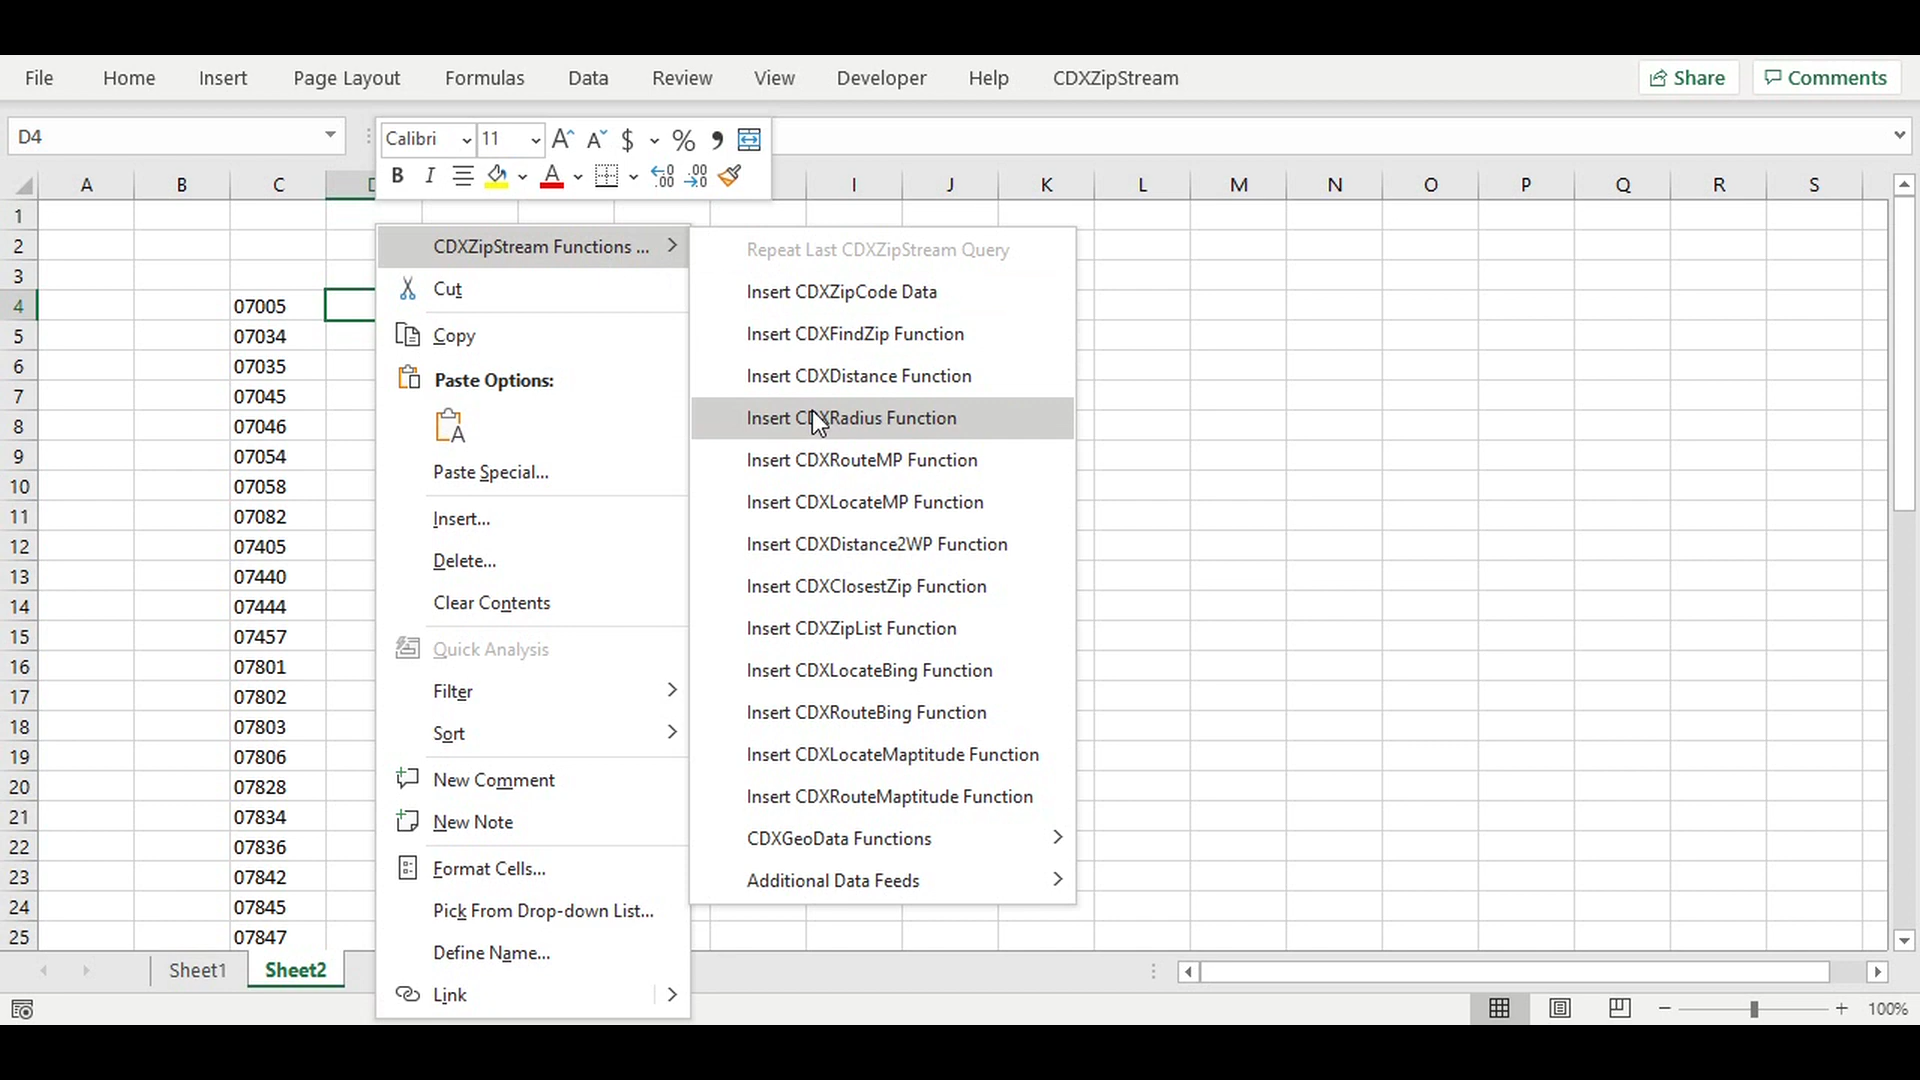 File Home Insert Page Layout Formulas Data Review View Developer Help CDXZipStream Share Comments
D4
Calibri 11 A A $ % ,
B I A .00 .00
A B C D I J K L M N O P Q R S
1
2
3
4 07005
5 07034
6 07035
7 07045
8 07046
9 07054
10 07058
11 07082
12 07405
13 07440
14 07444
15 07457
16 07801
17 07802
18 07803
19 07806
20 07828
21 07834
22 07836
23 07842
24 07845
25 07847
CDXZipStream Functions ...
Cut
Copy
Paste Options:
Paste Special...
Insert...
Delete...
Clear Contents
Quick Analysis
Filter
Sort
New Comment
New Note
Format Cells...
Pick From Drop-down List...
Define Name...
Link
Repeat Last CDXZipStream Query
Insert CDXZipCode Data
Insert CDXFindZip Function
Insert CDXDistance Function
Insert CDXRadius Function
Insert CDXRouteMP Function
Insert CDXLocateMP Function
Insert CDXDistance2WP Function
Insert CDXClosestZip Function
Insert CDXZipList Function
Insert CDXLocateBing Function
Insert CDXRouteBing Function
Insert CDXLocateMaptitude Function
Insert CDXRouteMaptitude Function
CDXGeoData Functions
Additional Data Feeds
Sheet1 Sheet2
100%